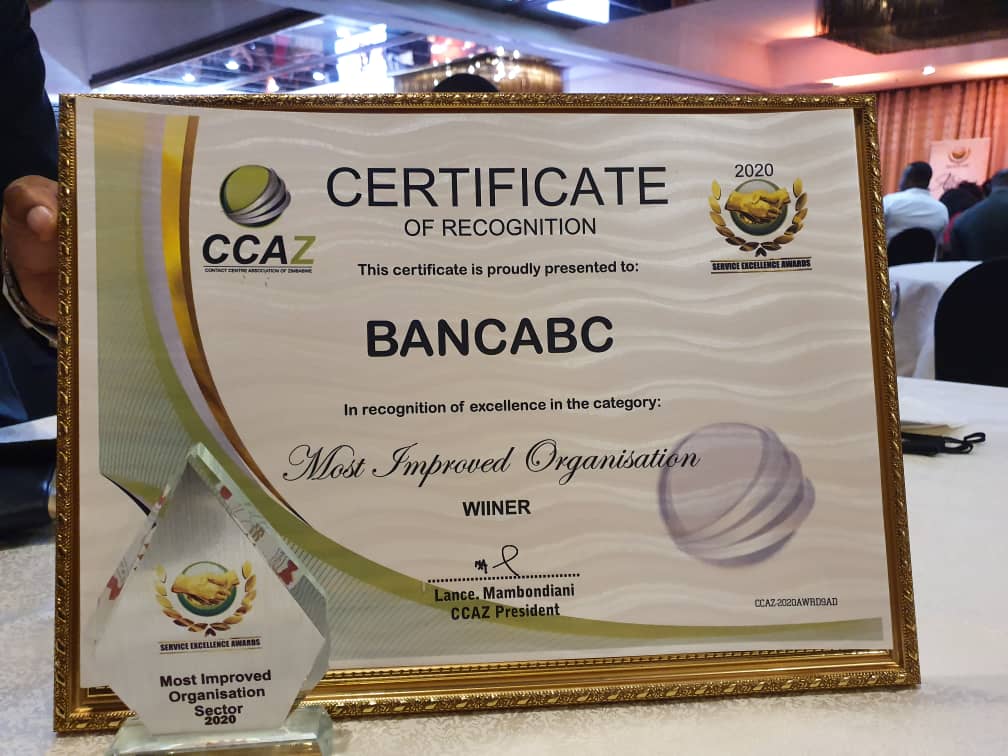 CCAZ
CONTACT CENTRE ASSOCIATION OF ZIMBABWE
CERTIFICATE
OF RECOGNITION
2020
SERVICE EXCELLENCE AWARDS
This certificate is proudly presented to:
BANCABC
In recognition of excellence in the category:
Most Improved Organisation
WIINER
Lance. Mambondiani
CCAZ President
CCAZ-2020AWRD9AD
SERVICE EXCELLENCE AWARDS
Most Improved
Organisation
Sector
2020